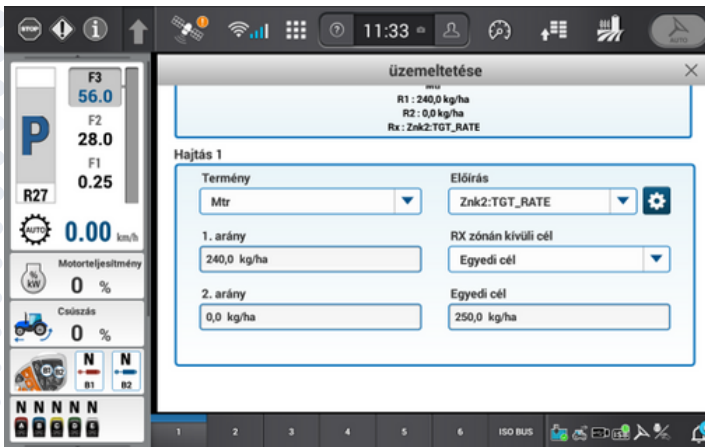 STOP
11:33
AUTO
F3
56.0
F2
28.0
F1
0.25
P
R27
AUTO
0.00 km/h
Motorteljesítmény
%
kW
0 %
Csúszás
0 %
N N
B1 B2
B1 B2
N N N N N
üzemeltetése
R1 : 240,0 kg/ha
R2 : 0,0 kg/ha
Rx : Znk2:TGT_RATE
Hajtás 1
Termény Előírás
Mtr Znk2:TGT_RATE
1. arány RX zónán kívüli cél
240,0 kg/ha Egyedi cél
2. arány Egyedi cél
0,0 kg/ha 250,0 kg/ha
1 2 3 4 5 6 ISO BUS